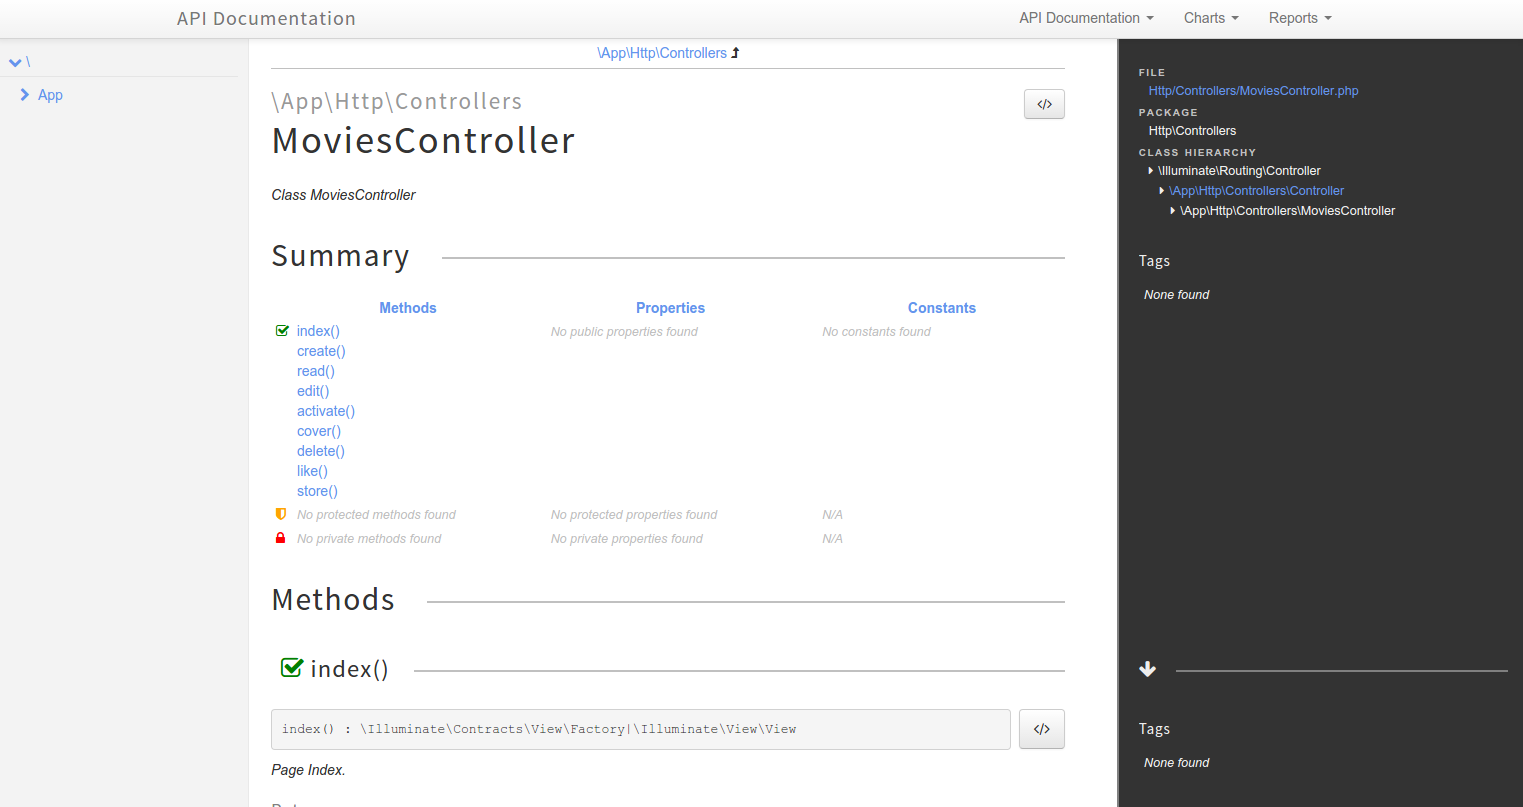 API Documentation
API Documentation Charts Reports
\
App
\App\Http\Controllers
\App\Http\Controllers
MoviesController
Class MoviesController
Summary
Methods Properties Constants
index() No public properties found No constants found
create()
read()
edit()
activate()
cover()
delete()
like()
store()
No protected methods found No protected properties found N/A
No private methods found No private properties found N/A
Methods
index()
index() : \Illuminate\Contracts\View\Factory|\Illuminate\View\View
</>
Page Index.
</>
FILE
Http/Controllers/MoviesController.php
PACKAGE
Http\Controllers
CLASS HIERARCHY
\Illuminate\Routing\Controller
\App\Http\Controllers\Controller
\App\Http\Controllers\MoviesController
Tags
None found
Tags
None found